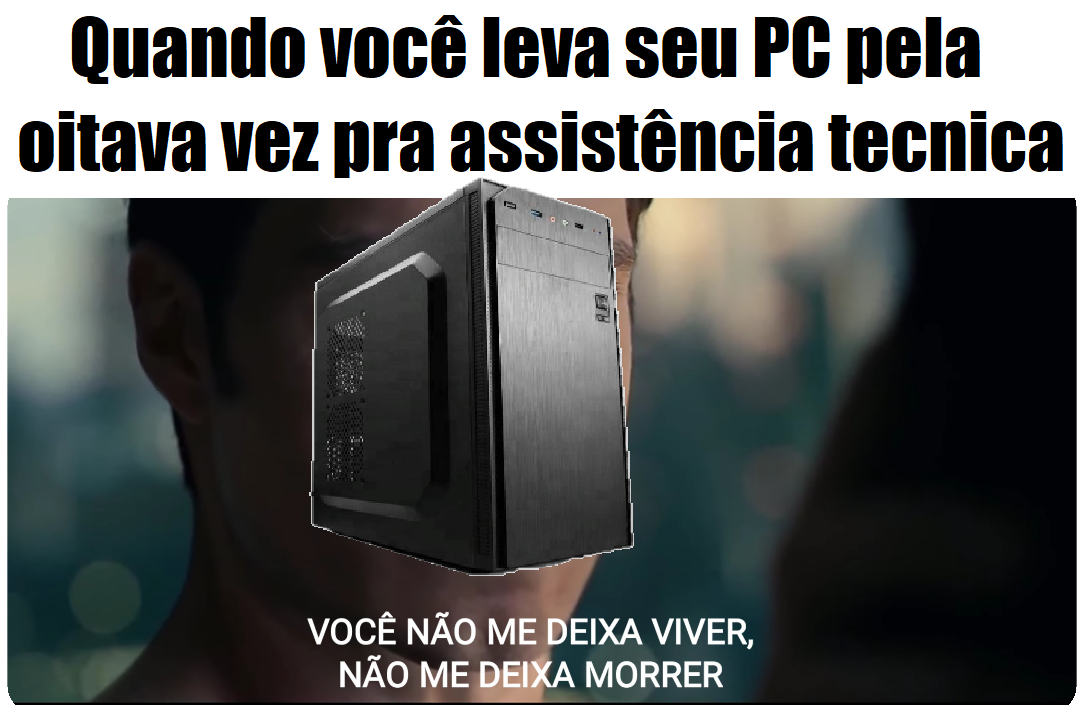 Quando você leva seu PC pela
oitava vez pra assistência tecnica
VOCÊ NÃO ME DEIXA VIVER,
NÃO ME DEIXA MORRER